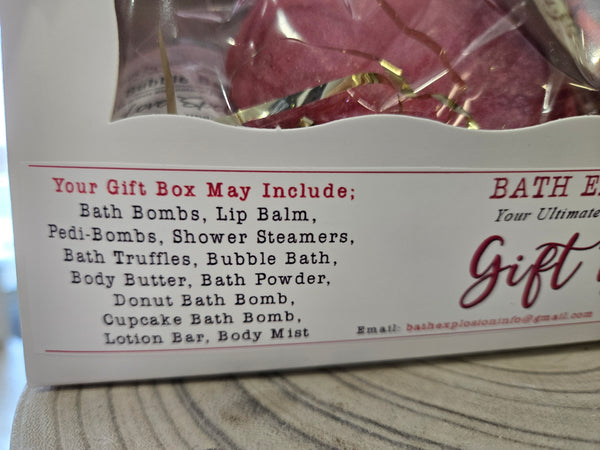 Bubble
Your Gift Box May Include;
Bath Bombs, Lip Balm,
Pedi-Bombs, Shower Steamers,
Bath Truffles, Bubble Bath,
Body Butter, Bath Powder,
Donut Bath Bomb,
Cupcake Bath Bomb,
Lotion Bar, Body Mist
BATH E
Your Ultimate
Gift
Email: bathexplosioninfo@gmail.com